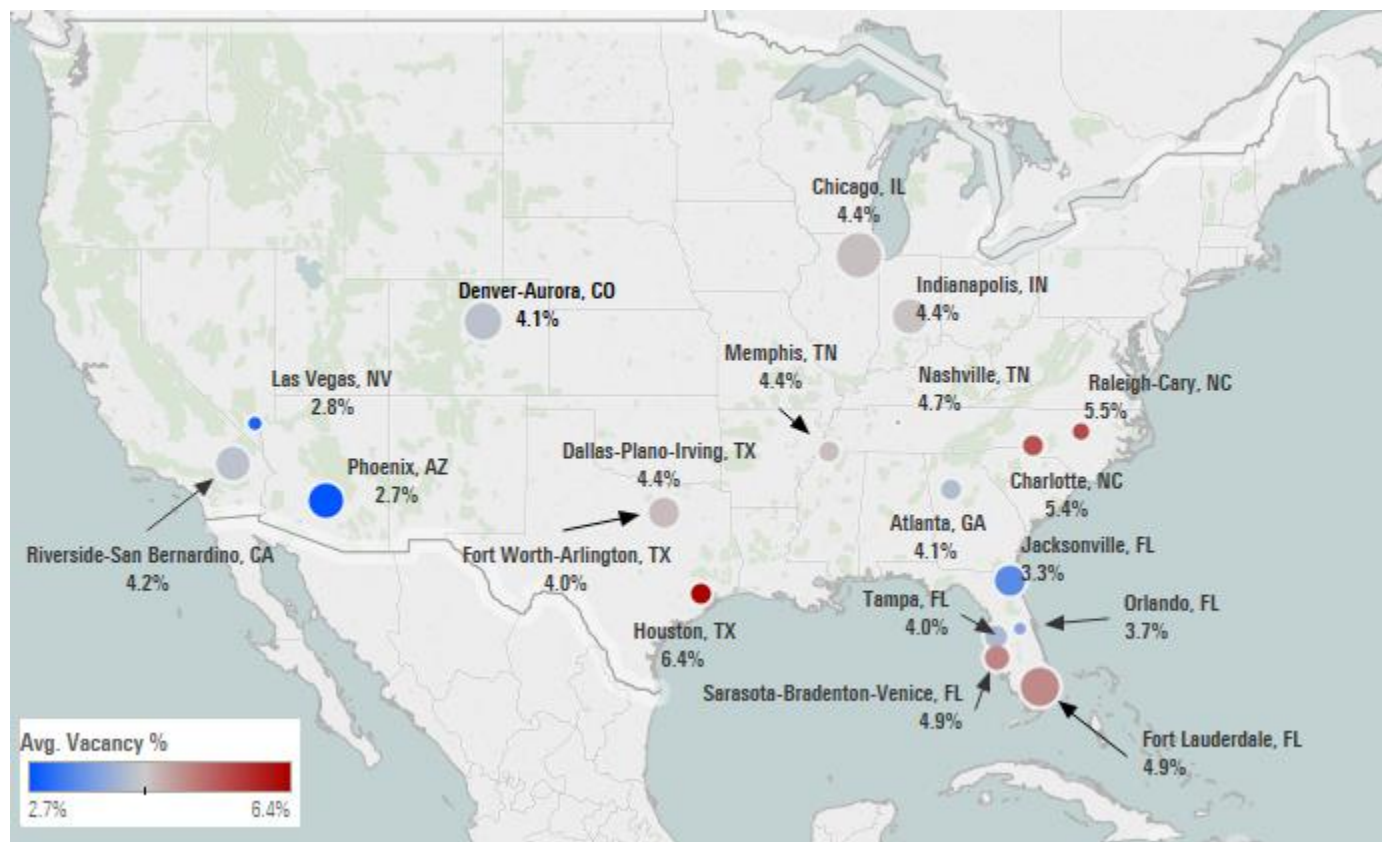 Chicago, IL
4.4%
Denver-Aurora, CO
4.1%
Indianapolis, IN
4.4%
Memphis, TN
4.4%
Nashville, TN
4.7%
Raleigh-Cary, NC
5.5%
Las Vegas, NV
2.8%
Dallas-Plano-Irving, TX
4.4%
Phoenix, AZ
2.7%
Charlotte, NC
5.4%
Atlanta, GA
4.1%
Riverside-San Bernardino, CA
4.2%
Fort Worth-Arlington, TX
4.0%
Jacksonville, FL
3.3%
Tampa, FL
4.0%
Orlando, FL
3.7%
Houston, TX
6.4%
Sarasota-Bradenton-Venice, FL
4.9%
Fort Lauderdale, FL
4.9%
Avg. Vacancy %
2.7%
6.4%